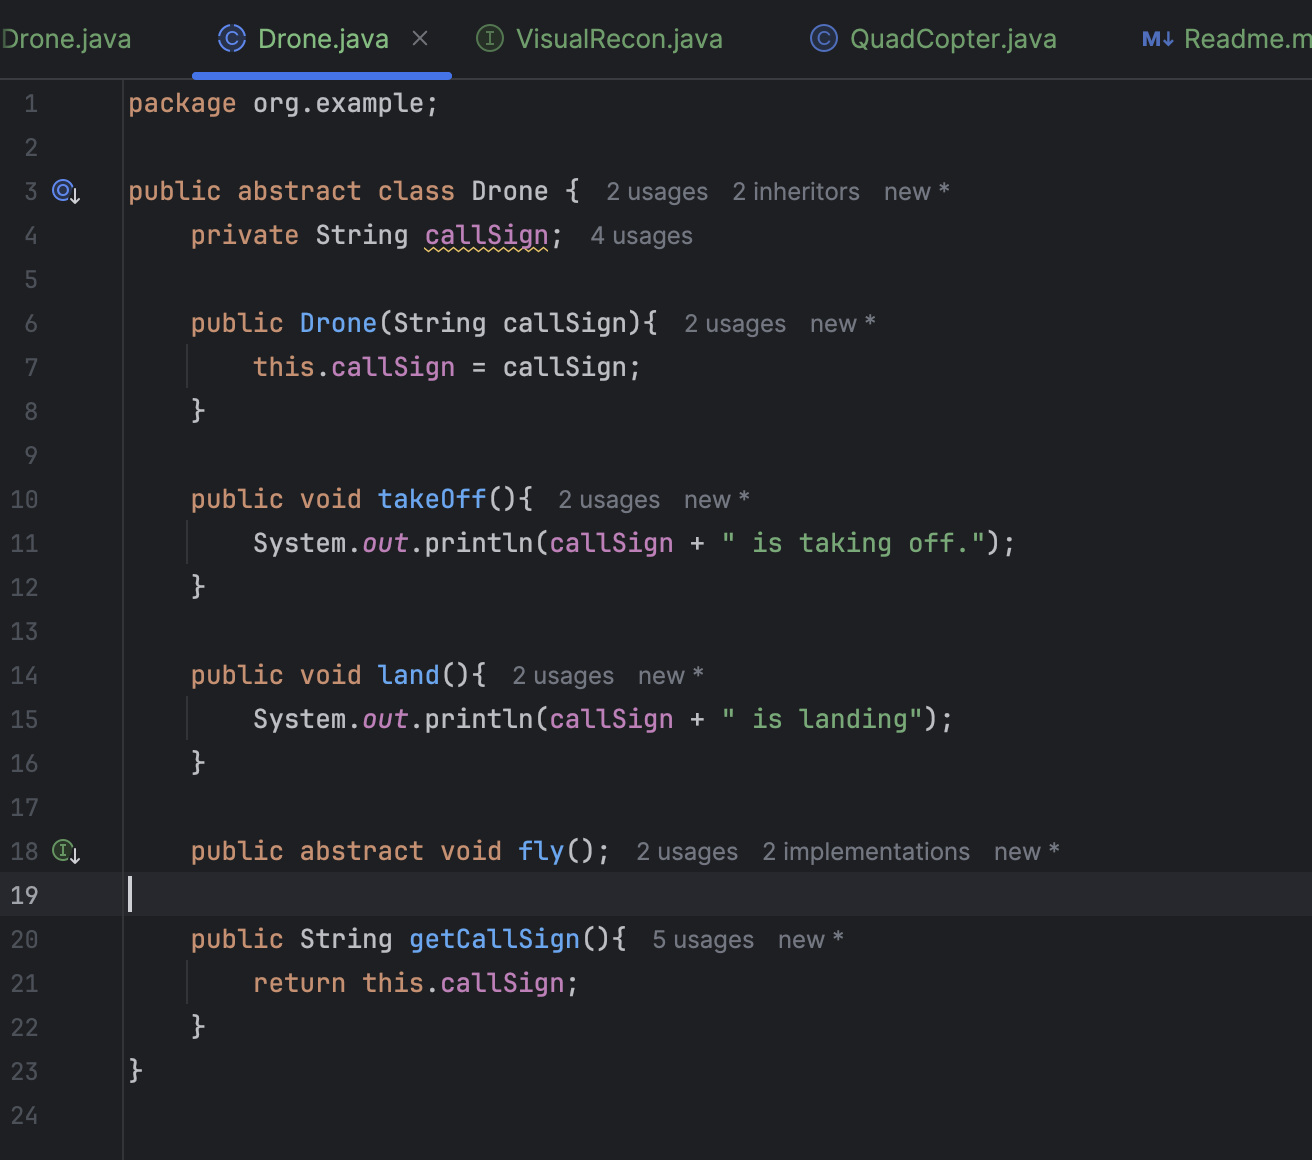 Drone.java Drone.java × VisualRecon.java QuadCopter.java M↓ Readme.m
1 package org.example;
2
3 public abstract class Drone { 2 usages 2 inheritors new *
4 private String callSign; 4 usages
5
6 public Drone(String callSign){ 2 usages new *
7 this.callSign = callSign;
8 }
9
10 public void takeOff(){ 2 usages new *
11 System.out.println(callSign + " is taking off.");
12 }
13
14 public void land(){ 2 usages new *
15 System.out.println(callSign + " is landing");
16 }
17
18 public abstract void fly(); 2 usages 2 implementations new *
19
20 public String getCallSign(){ 5 usages new *
21 return this.callSign;
22 }
23 }
24